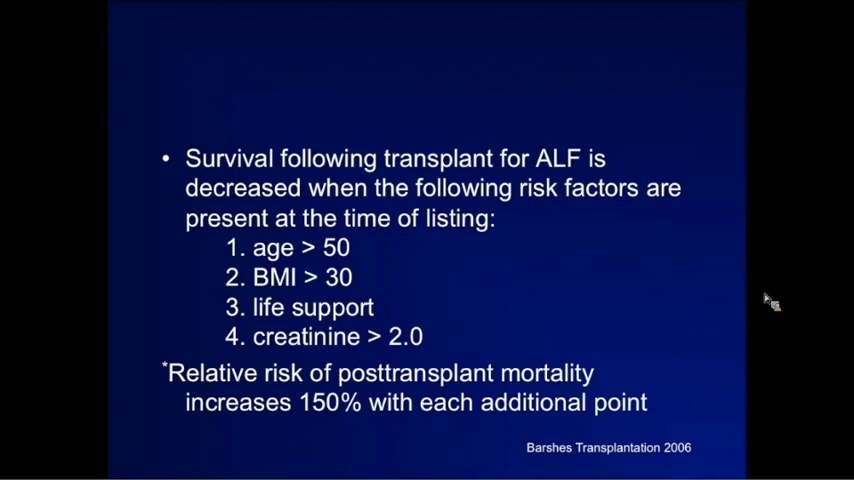 • Survival following transplant for ALF is
decreased when the following risk factors are
present at the time of listing:
1. age > 50
2. BMI > 30
3. life support
4. creatinine > 2.0
*Relative risk of posttransplant mortality
increases 150% with each additional point
Barshes Transplantation 2006